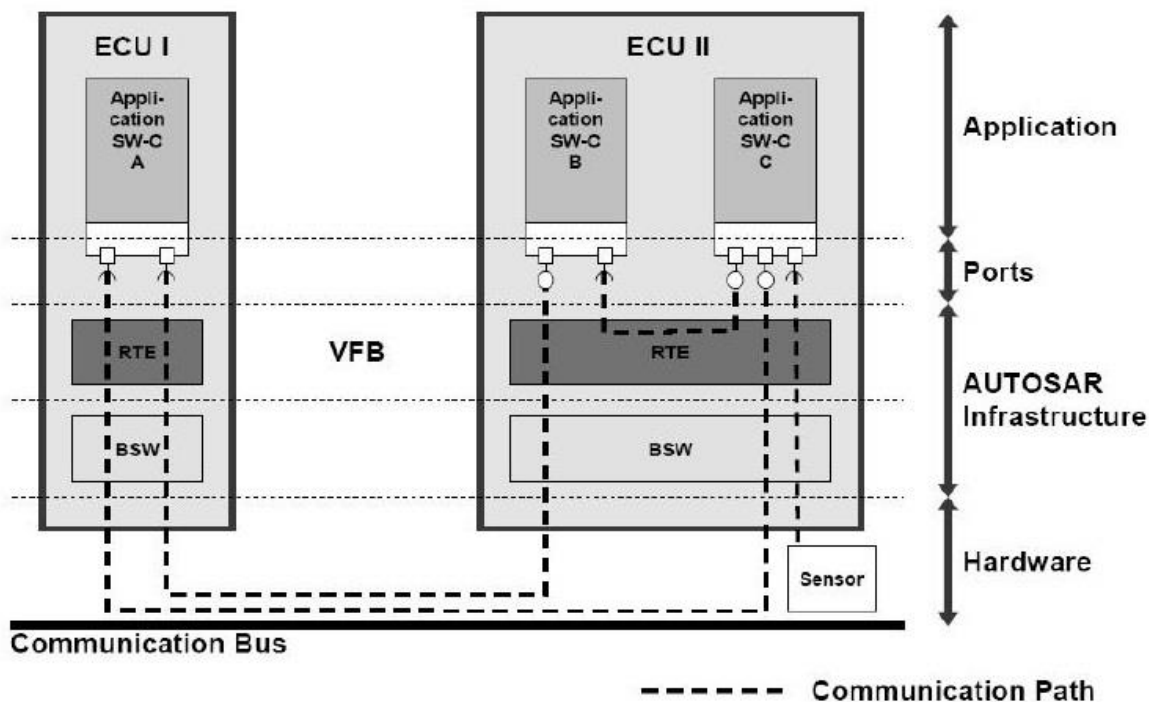 ECU I
ECU II
Appli-
cation
SW-C
A
Appli-
cation
SW-C
B
Appli-
cation
SW-C
C
Application
Ports
RTE
VFB
RTE
AUTOSAR
Infrastructure
BSW
BSW
Hardware
Sensor
Communication Bus
Communication Path